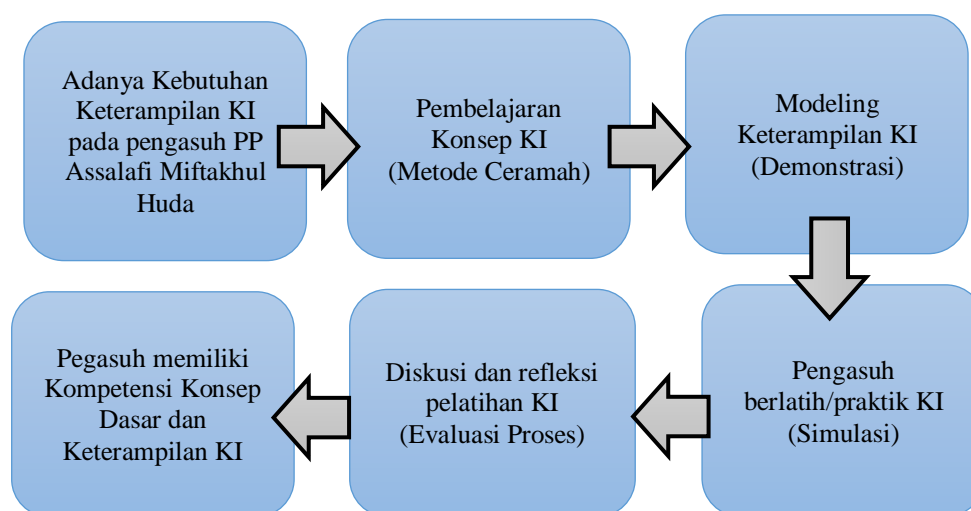 Adanya Kebutuhan
Keterampilan KI
pada pengasuh PP
Assalafi Miftakhul
Huda
Pembelajaran
Konsep KI
(Metode Ceramah)
Modeling
Keterampilan KI
(Demonstrasi)
Pengasuh
berlatih/praktik KI
(Simulasi)
Diskusi dan refleksi
pelatihan KI
(Evaluasi Proses)
Pegasuh memiliki
Kompetensi Konsep
Dasar dan
Keterampilan KI